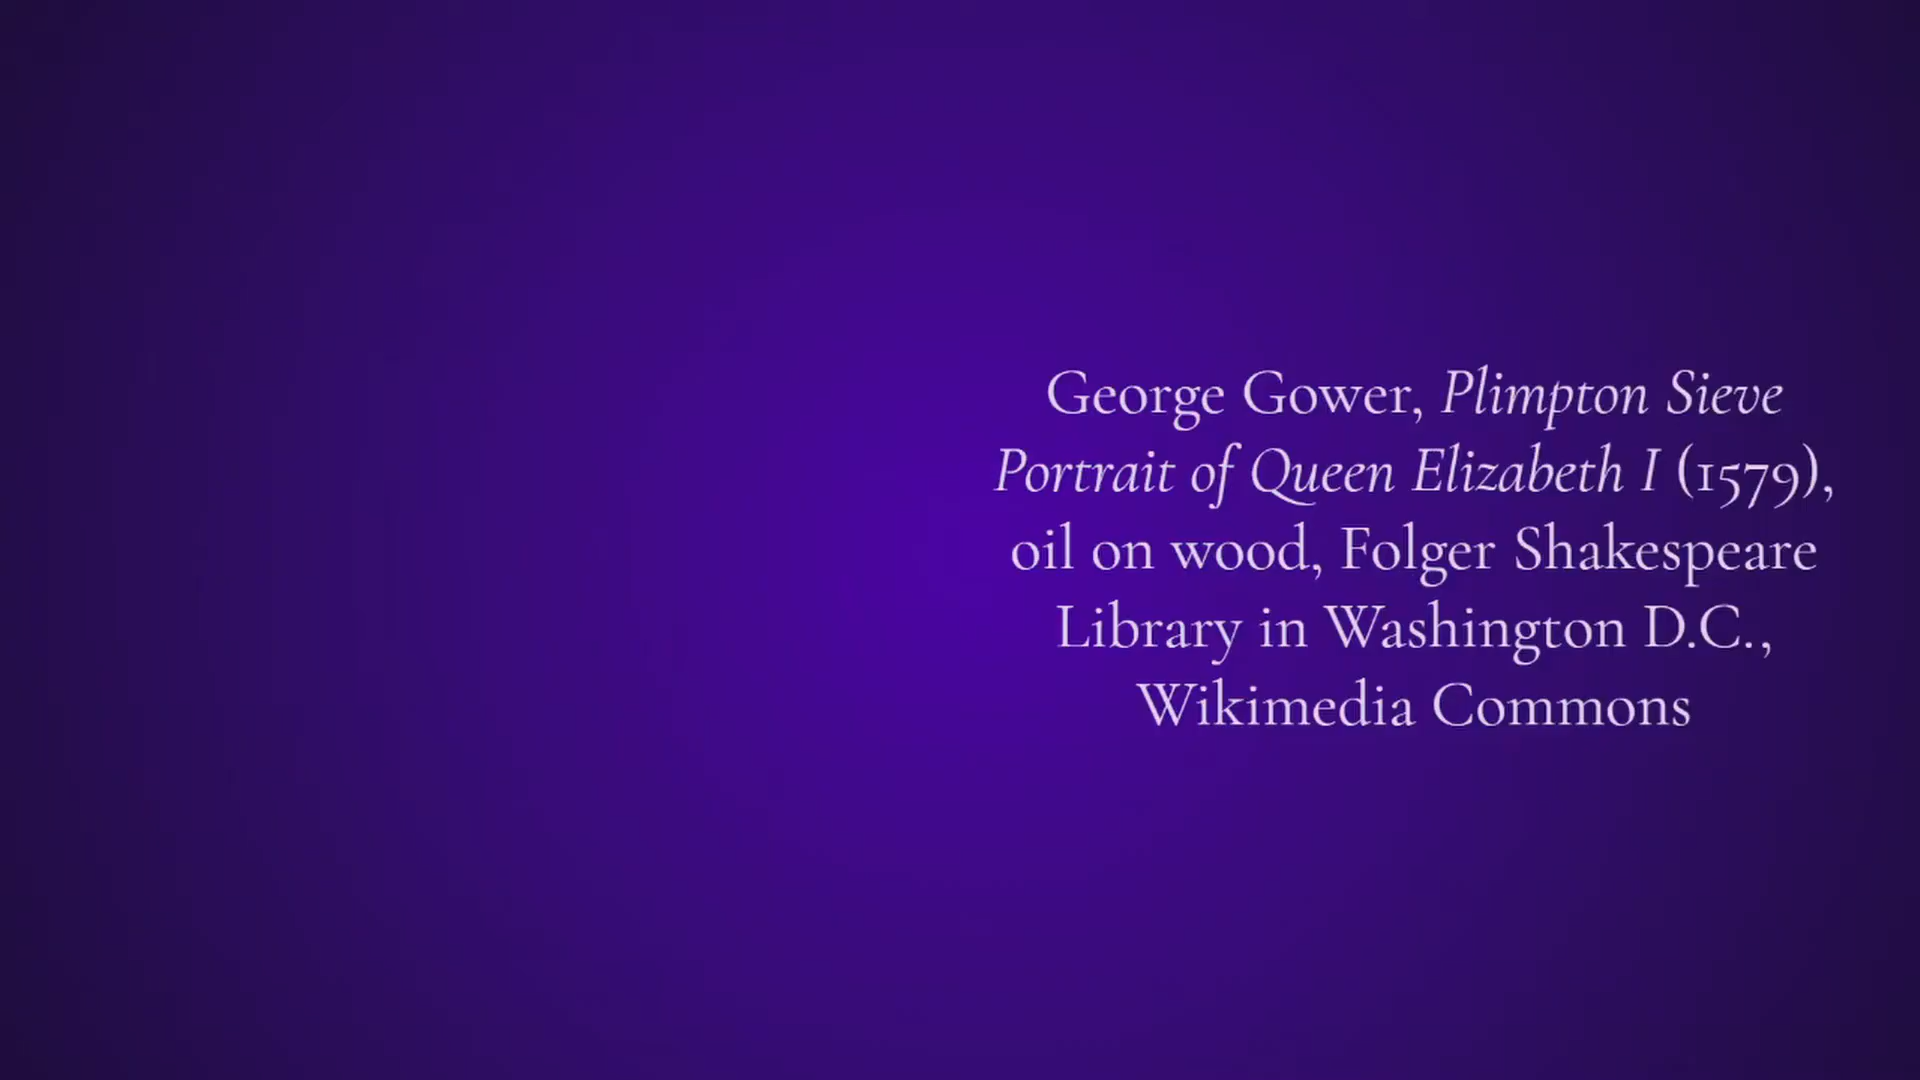 George Gower, Plimpton Sieve
Portrait of Queen Elizabeth I (1579),
oil on wood, Folger Shakespeare
Library in Washington D.C.,
Wikimedia Commons